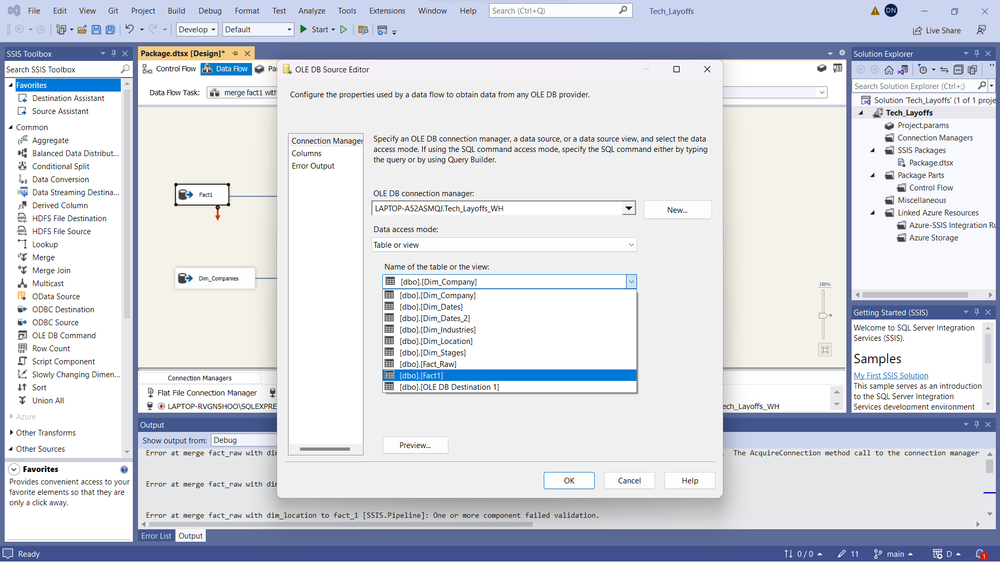 File Edit View Git Project Build Debug Format Test Analyze Tools Extensions Window Help Search (Ctrl+Q) Tech_Layoffs DN
Develop Default Start Live Share
SSIS Toolbox
Search SSIS Toolbox
Favorites
Destination Assistant
Source Assistant
Common
Aggregate
Balanced Data Distribut...
Conditional Split
Data Conversion
Data Streaming Destina...
Derived Column
HDFS File Destination
HDFS File Source
Lookup
Merge
Merge Join
Multicast
OData Source
ODBC Destination
ODBC Source
OLE DB Command
Row Count
Script Component
Slowly Changing Dimen...
Sort
Union All
Azure
Other Transforms
Other Sources
Favorites
Provides convenient access to your
favorite elements so that they are
only a click away.
Package.dtsx [Design]*
Control Flow Data Flow Pa
Data Flow Task: merge fact1 with
Fact1
Dim_Companies
100%
Connection Managers
Flat File Connection Manager
LAPTOP-RVGN5HOO\SQLEXPRE
ech_Layoffs_WH
OLE DB Source Editor
Configure the properties used by a data flow to obtain data from any OLE DB provider.
Connection Manager
Columns
Error Output
Specify an OLE DB connection manager, a data source, or a data source view, and select the data
access mode. If using the SQL command access mode, specify the SQL command either by typing
the query or by using Query Builder.
OLE DB connection manager:
LAPTOP-A52ASMQJ.Tech_Layoffs_WH New...
Data access mode:
Table or view
Name of the table or the view:
[dbo].[Dim_Company]
[dbo].[Dim_Company]
[dbo].[Dim_Dates]
[dbo].[Dim_Dates_2]
[dbo].[Dim_Industries]
[dbo].[Dim_Location]
[dbo].[Dim_Stages]
[dbo].[Fact_Raw]
[dbo].[Fact1]
[dbo].[OLE DB Destination 1]
Preview...
OK Cancel Help
Output
Show output from: Debug
Error at merge fact_raw with di
. The AcquireConnection method call to the connection manager
Error at merge fact_raw with di
Error at merge fact_raw with dim_location to fact_1 [SSIS.Pipeline]: One or more component failed validation.
Error List Output
Solution Explorer
Search Solution Explorer (Ctrl+;)
Solution 'Tech_Layoffs' (1 of 1 proje
Tech_Layoffs
Project.params
Connection Managers
SSIS Packages
Package.dtsx
Package Parts
Control Flow
Miscellaneous
Linked Azure Resources
Azure-SSIS Integration Ru
Azure Storage
Getting Started (SSIS)
Welcome to SQL Server Integration
Services (SSIS).
Samples
My First SSIS Solution
This sample serves as an introduction
to the SQL Server Integration
Services development environment
Ready 0 / 0 11 main D 1